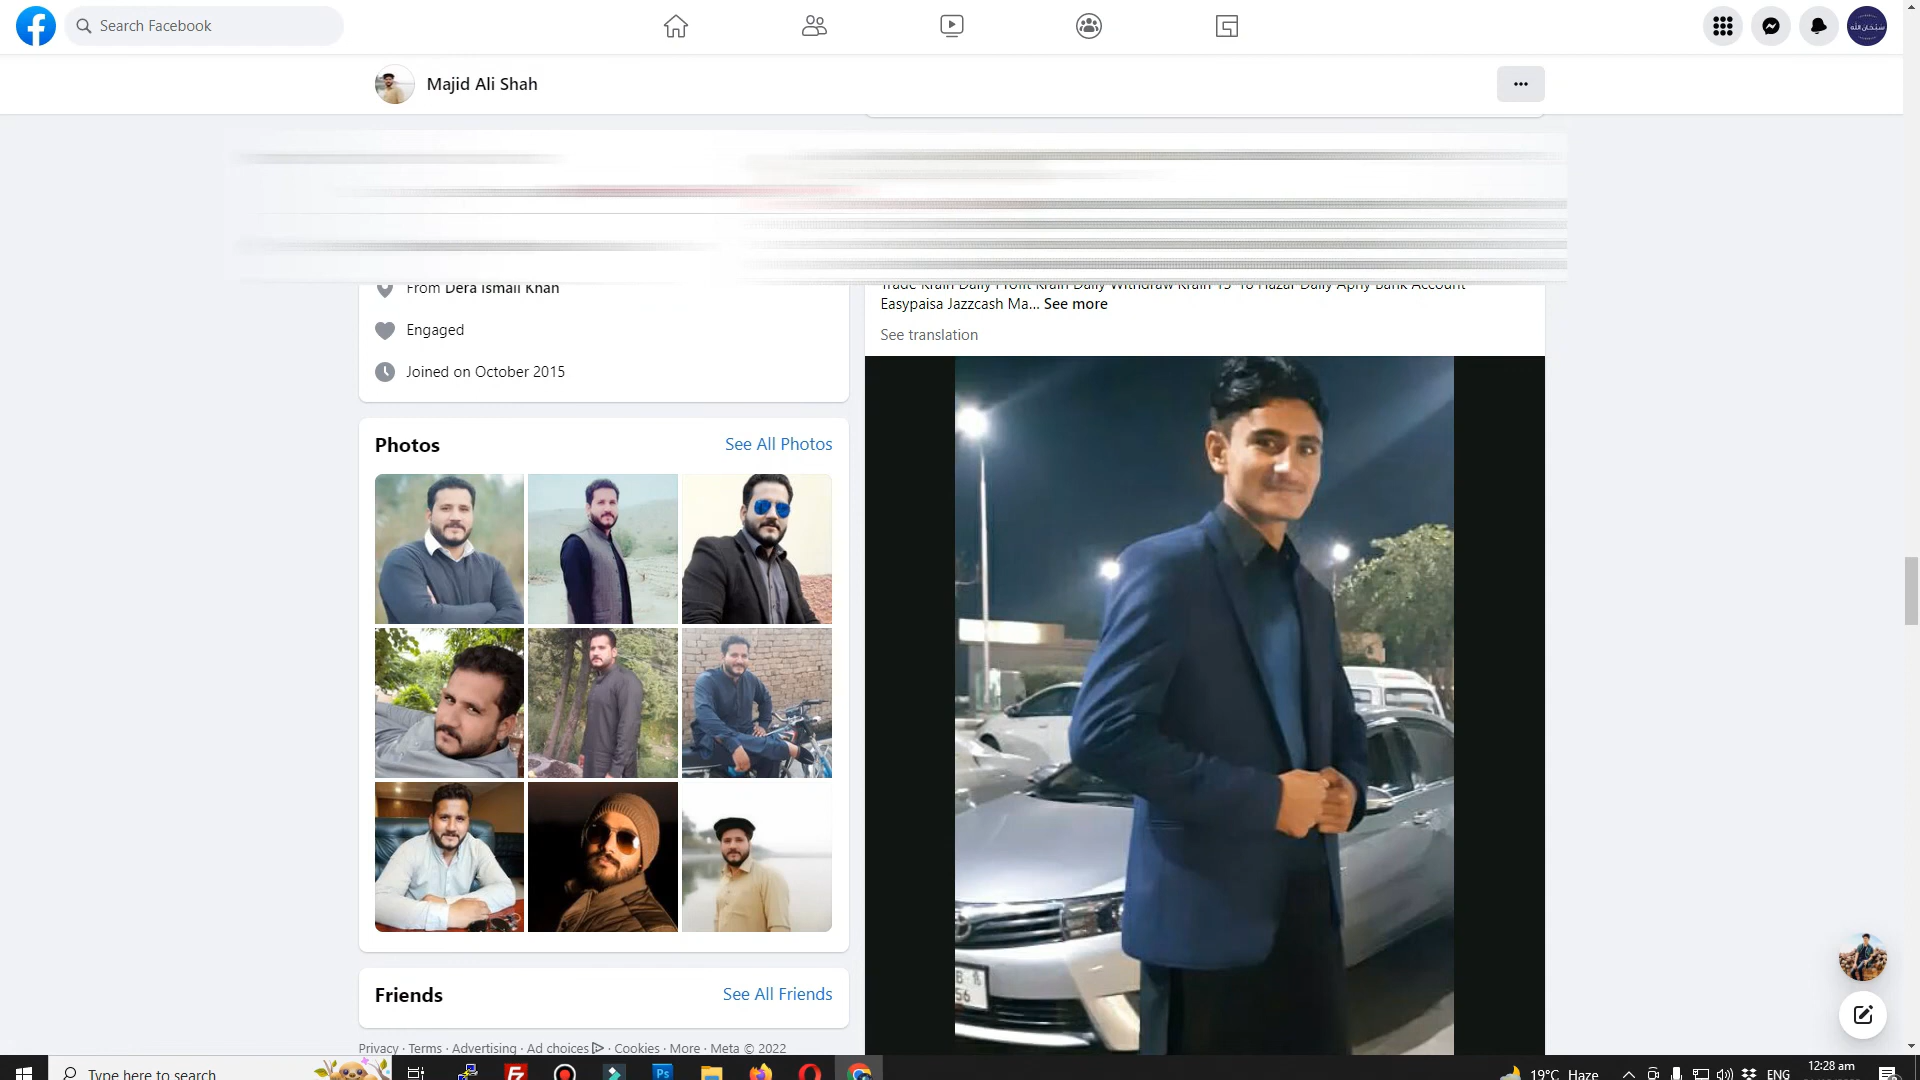 Search Facebook
Majid Ali Shah
From Dera Ismail Khan
Engaged
Joined on October 2015
Photos
See All Photos
Friends
See All Friends
Privacy · Terms · Advertising · Ad choices · Cookies · More · Meta © 2022
Trade Krain Daily Profit Krain Daily Withdraw Krain 15-18 Hazar Daily Apny Bank Account
Easypaisa Jazzcash Ma... See more
See translation
Type here to search
19°C Haze
ENG
12:28 am